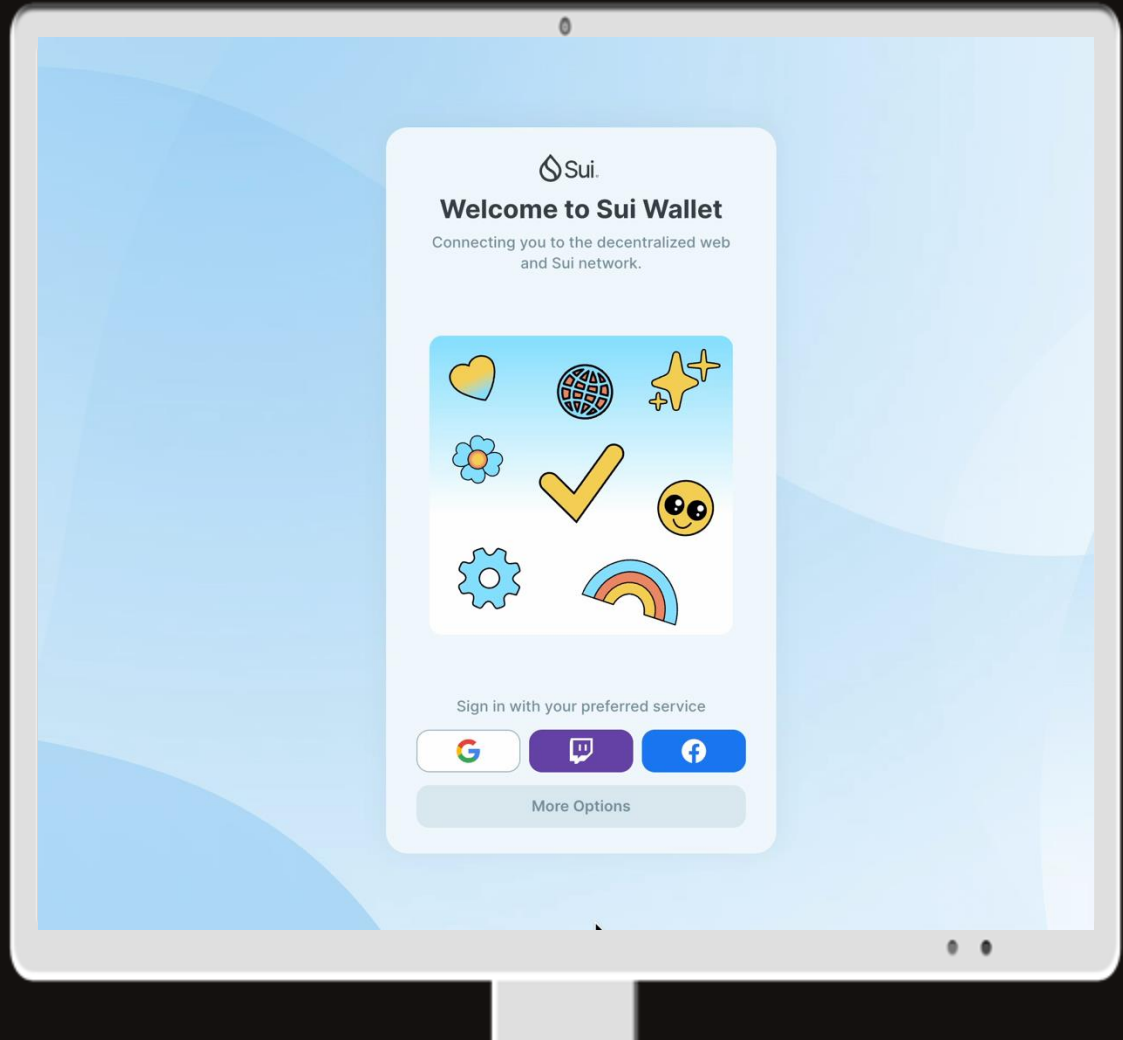 Sui.
Welcome to Sui Wallet
Connecting you to the decentralized web
and Sui network.
Sign in with your preferred service
More Options